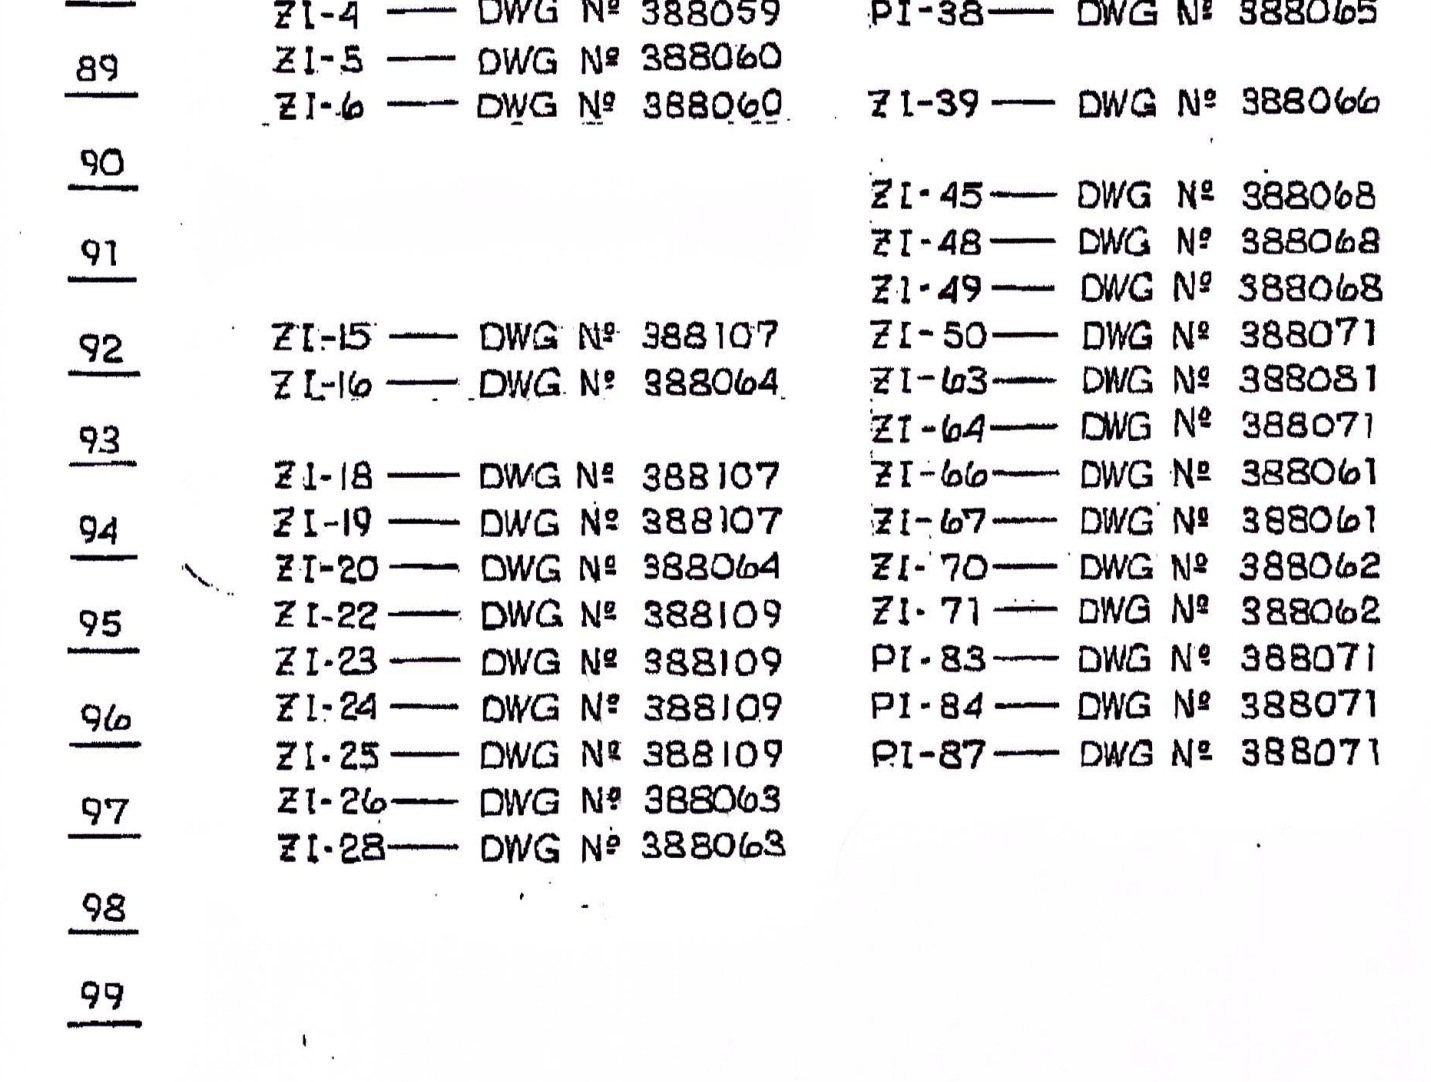 ZI-4 — DWG Nº 388059
PI-38 — DWG Nº 388065
89
ZI-5 — DWG Nº 388060
ZI-6 — DWG Nº 388060
ZI-39 — DWG Nº 388066
90
ZI-45 — DWG Nº 388068
91
ZI-48 — DWG Nº 388068
ZI-49 — DWG Nº 388068
92
ZI-15 — DWG Nº 388107
ZI-50 — DWG Nº 388071
ZI-16 — DWG Nº 388064
ZI-63 — DWG Nº 388081
93
ZI-64 — DWG Nº 388071
ZI-18 — DWG Nº 388107
ZI-66 — DWG Nº 388061
94
ZI-19 — DWG Nº 388107
ZI-67 — DWG Nº 388061
ZI-20 — DWG Nº 388064
ZI-70 — DWG Nº 388062
95
ZI-22 — DWG Nº 388109
ZI-71 — DWG Nº 388062
ZI-23 — DWG Nº 388109
PI-83 — DWG Nº 388071
96
ZI-24 — DWG Nº 388109
PI-84 — DWG Nº 388071
ZI-25 — DWG Nº 388109
PI-87 — DWG Nº 388071
97
ZI-26 — DWG Nº 388063
ZI-28 — DWG Nº 388063
98
99